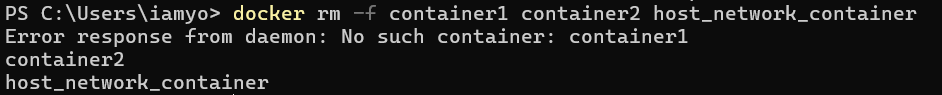 PS C:\Users\iamyo> docker rm -f container1 container2 host_network_container
Error response from daemon: No such container: container1
container2
host_network_container